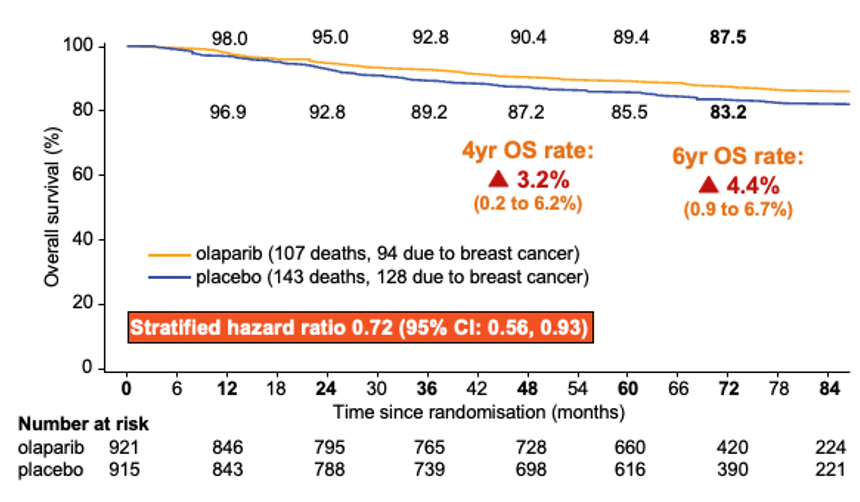 98.0 95.0 92.8 90.4 89.4 87.5
100
80
96.9 92.8 89.2 87.2 85.5 83.2
4yr OS rate:
▲ 3.2%
(0.2 to 6.2%)
6yr OS rate:
▲ 4.4%
(0.9 to 6.7%)
60
40
20
0
Overall survival (%)
olaparib (107 deaths, 94 due to breast cancer)
placebo (143 deaths, 128 due to breast cancer)
Stratified hazard ratio 0.72 (95% CI: 0.56, 0.93)
0 6 12 18 24 30 36 42 48 54 60 66 72 78 84
Time since randomisation (months)
Number at risk
olaparib 921 846 795 765 728 660 420 224
placebo 915 843 788 739 698 616 390 221